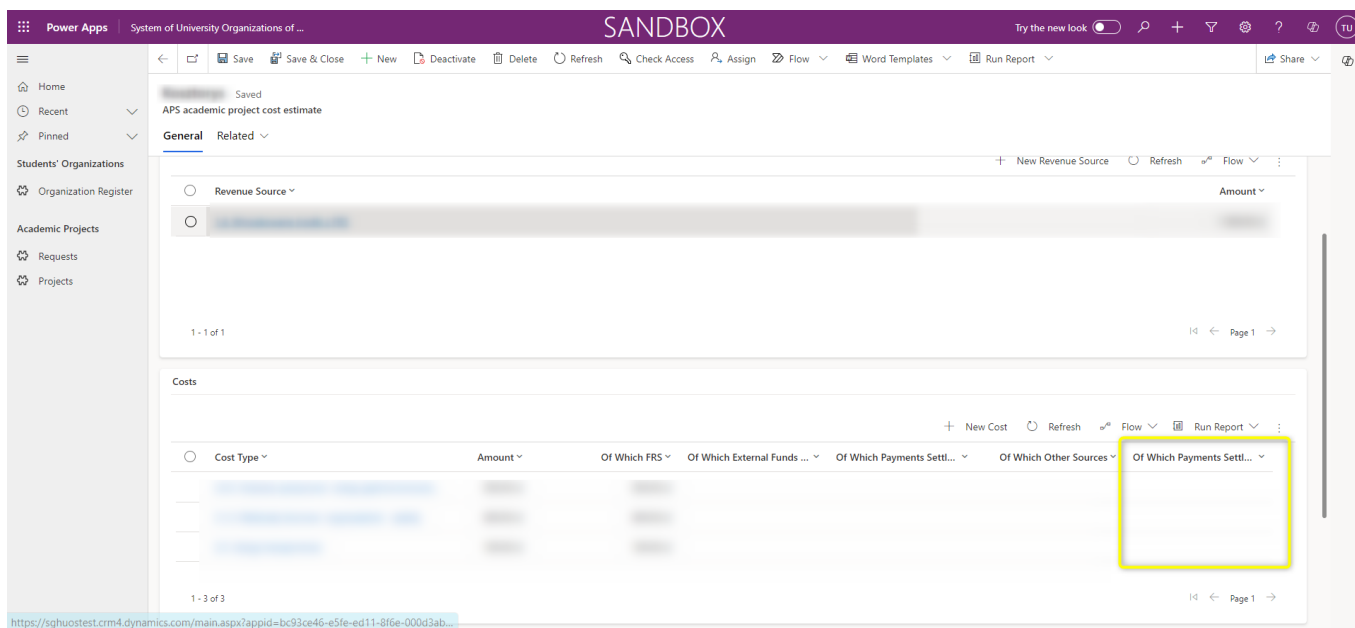 Power Apps System of University Organizations of ... SANDBOX Try the new look TU
Save Save & Close New Deactivate Delete Refresh Check Access Assign Flow Word Templates Run Report Share
Home
Recent
Pinned
Students' Organizations
Organization Register
Academic Projects
Requests
Projects
Saved
APS academic project cost estimate
General Related
New Revenue Source Refresh Flow
Revenue Source Amount
1 - 1 of 1 Page 1
Costs
New Cost Refresh Flow Run Report
Cost Type Amount Of Which FRS Of Which External Funds ... Of Which Payments Settl... Of Which Other Sources Of Which Payments Settl...
1 - 3 of 3 Page 1
https://sghuostest.crm4.dynamics.com/main.aspx?appid=bc93ce46-e5fe-ed11-8f6e-000d3ab...